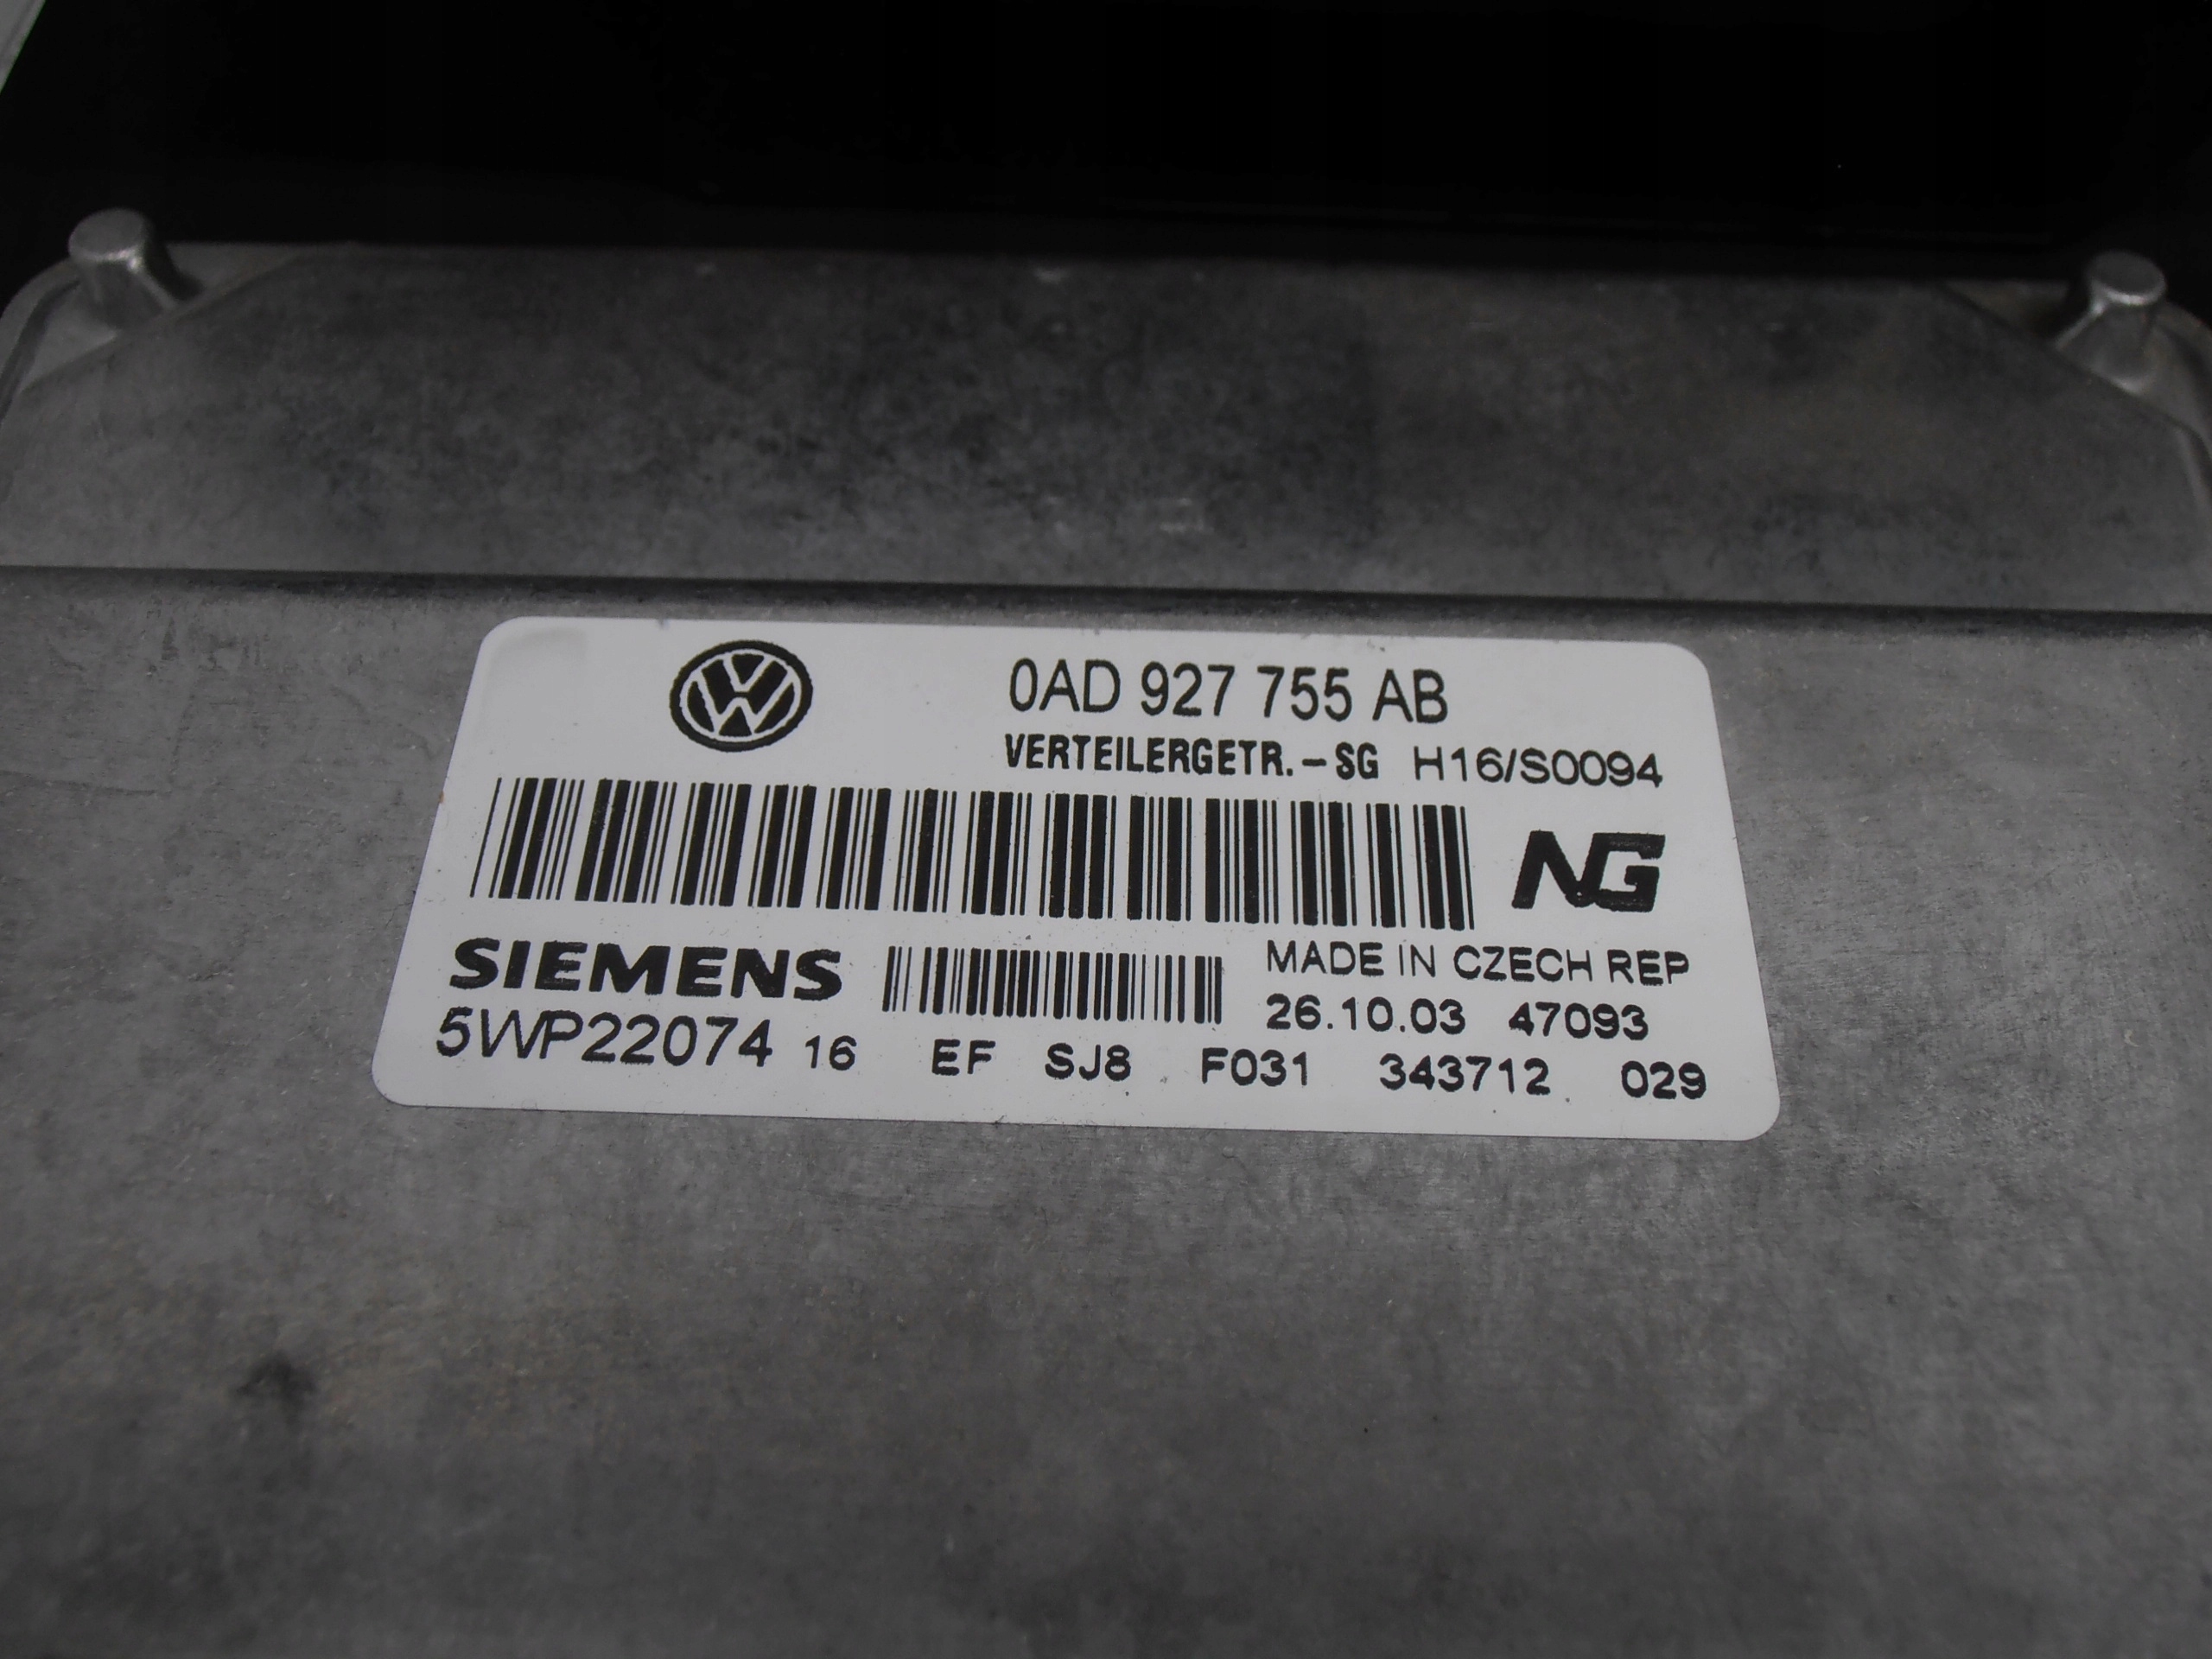 0AD 927 755 AB
VERTEILERGETR.-SG H16/S0094
NG
SIEMENS
MADE IN CZECH REP
26.10.03 47093
5WP22074 16 EF SJ8 F031 343712 029